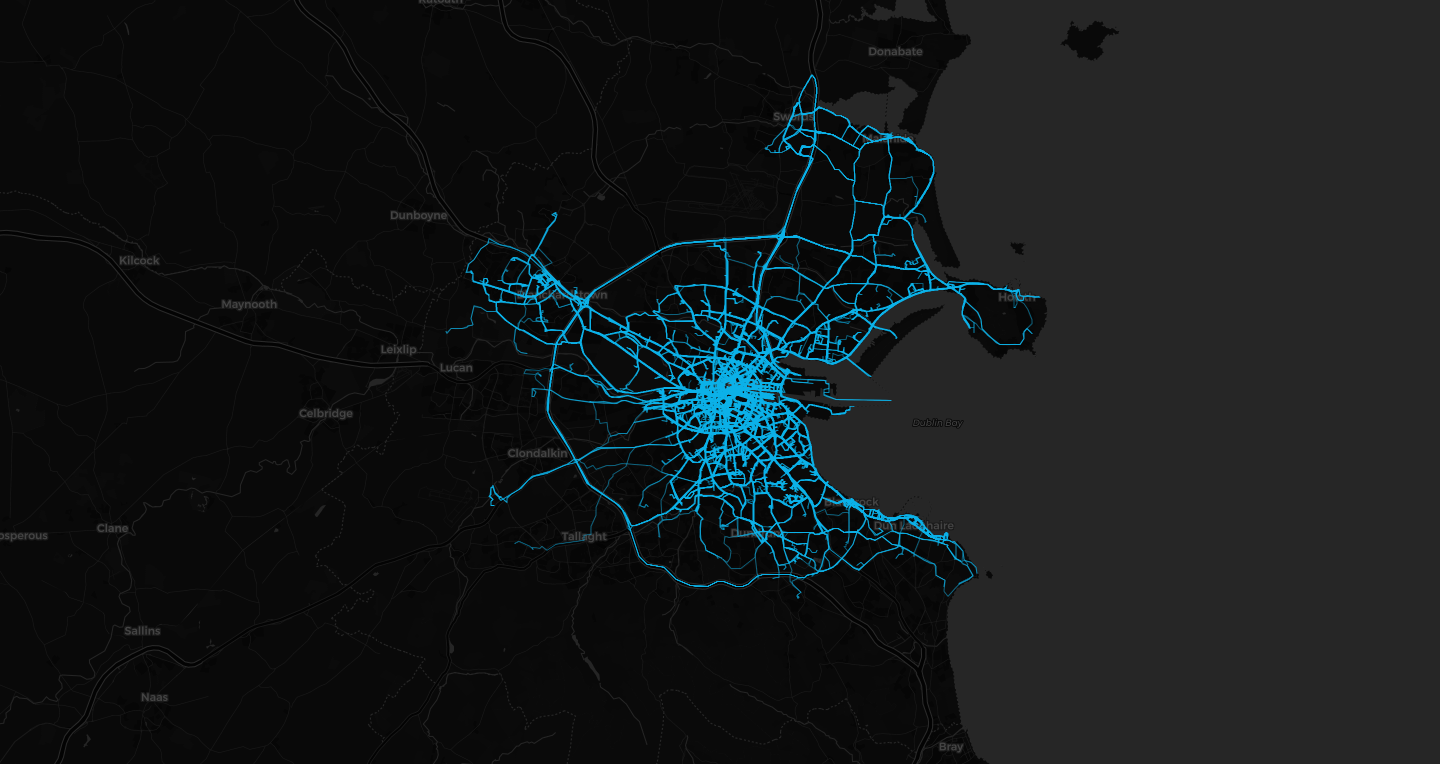 Donabate
Swords
Dunboyne
Kilcock
Maynooth
Howth
Leixlip
Lucan
Celbridge
Dublin Bay
Clondalkin
Clane
Dun Laoghaire
Tallaght
Sallins
Naas
Bray